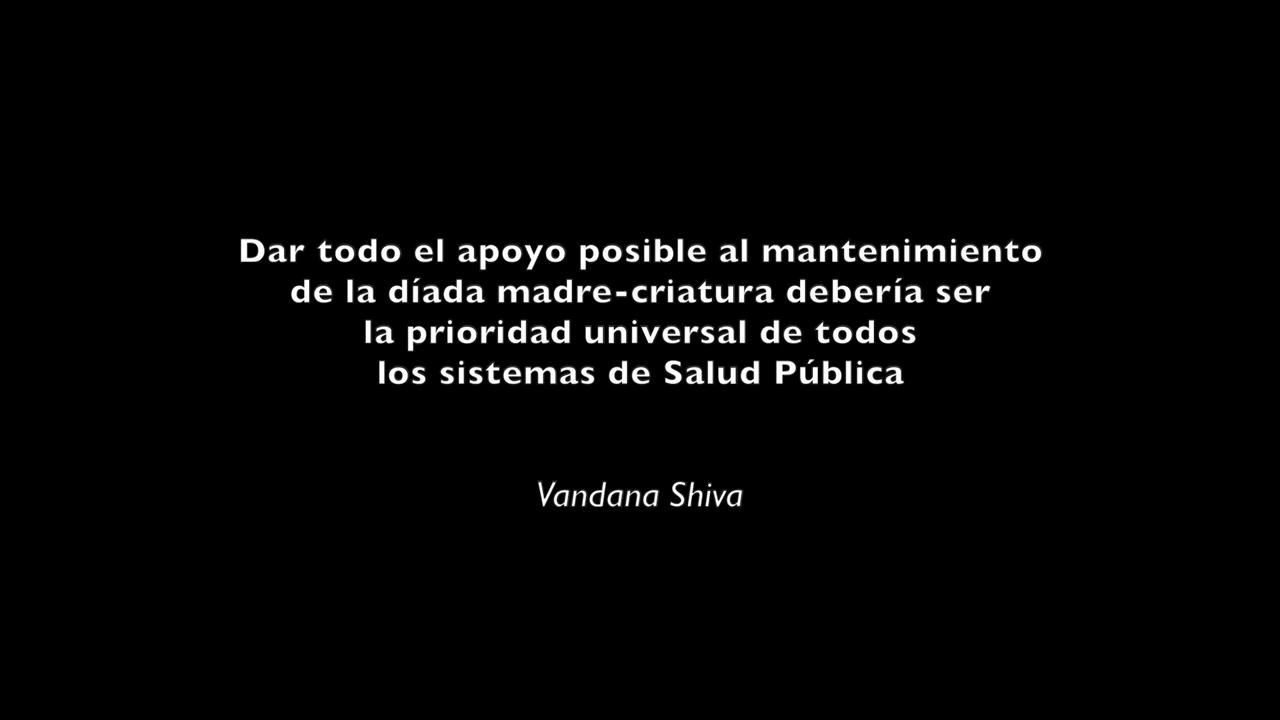 Dar todo el apoyo posible al mantenimiento
de la díada madre-criatura debería ser
la prioridad universal de todos
los sistemas de Salud Pública
Vandana Shiva